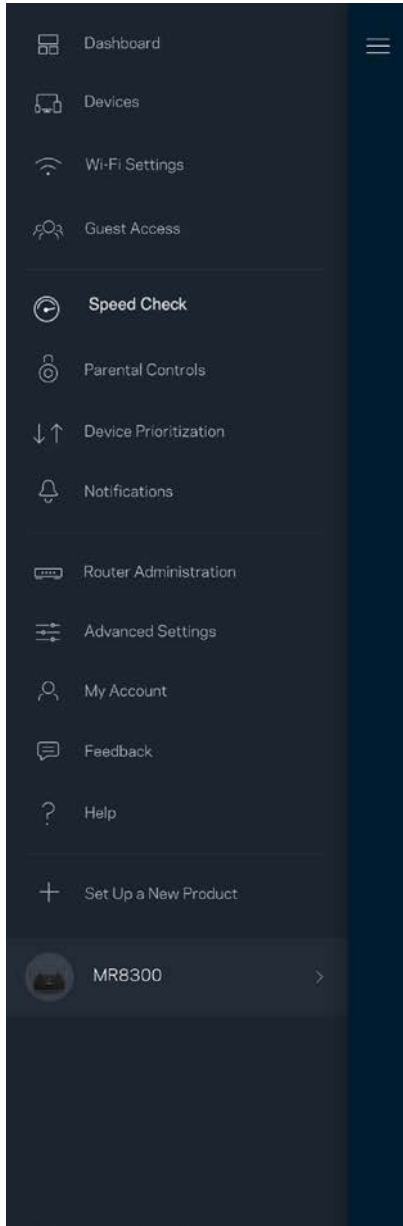 Dashboard
Devices
Wi-Fi Settings
Guest Access
Speed Check
Parental Controls
Device Prioritization
Notifications
Router Administration
Advanced Settings
My Account
Feedback
Help
Set Up a New Product
MR8300